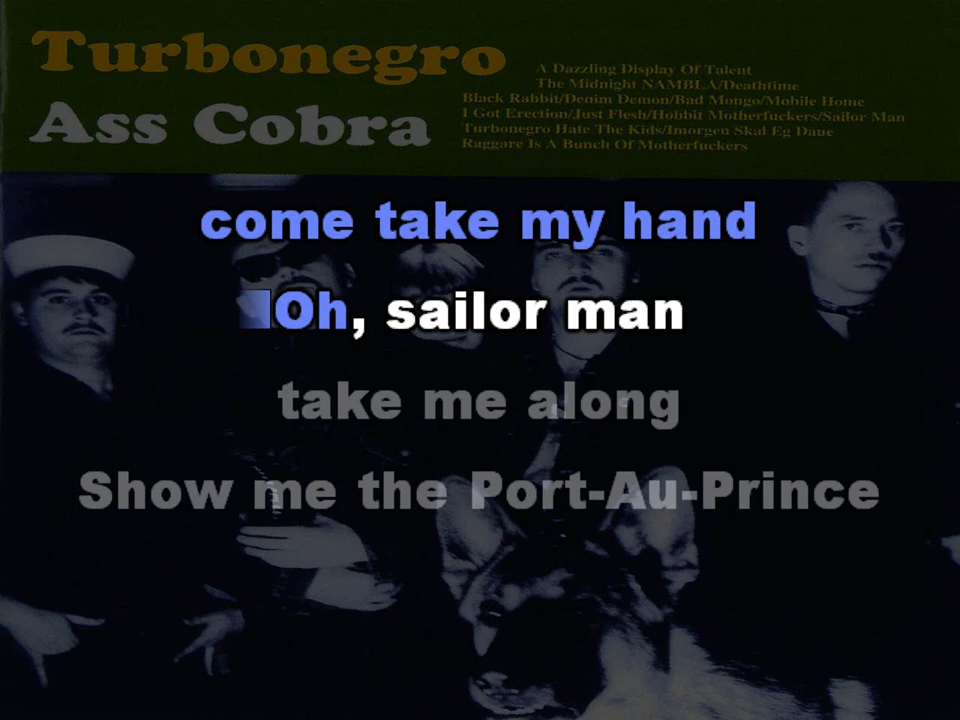 Turbonegro
Ass Cobra
A Dazzling Display Of Talent
The Midnight NAMBLA/Deathtime
Black Rabbit/Denim Demon/Bad Mongo/Mobile Home
I Got Erection/Just Flesh/Hobbit Motherfuckers/Sailor Man
Turbonegro Hate The Kids/Imorgen Skal Eg Daue
Raggare Is A Bunch Of Motherfuckers
come take my hand
Oh, sailor man
take me along
Show me the Port-Au-Prince